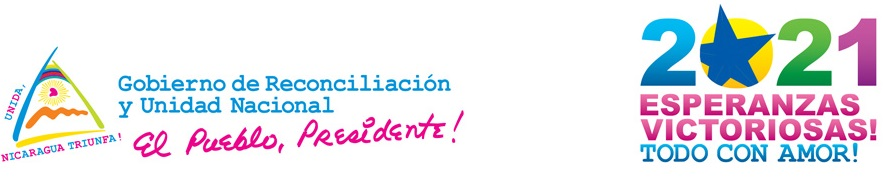 UNIDA,
NICARAGUA TRIUNFA!
Gobierno de Reconciliación
y Unidad Nacional
El Pueblo, Presidente!
2021
ESPERANZAS
VICTORIOSAS!
TODO CON AMOR!